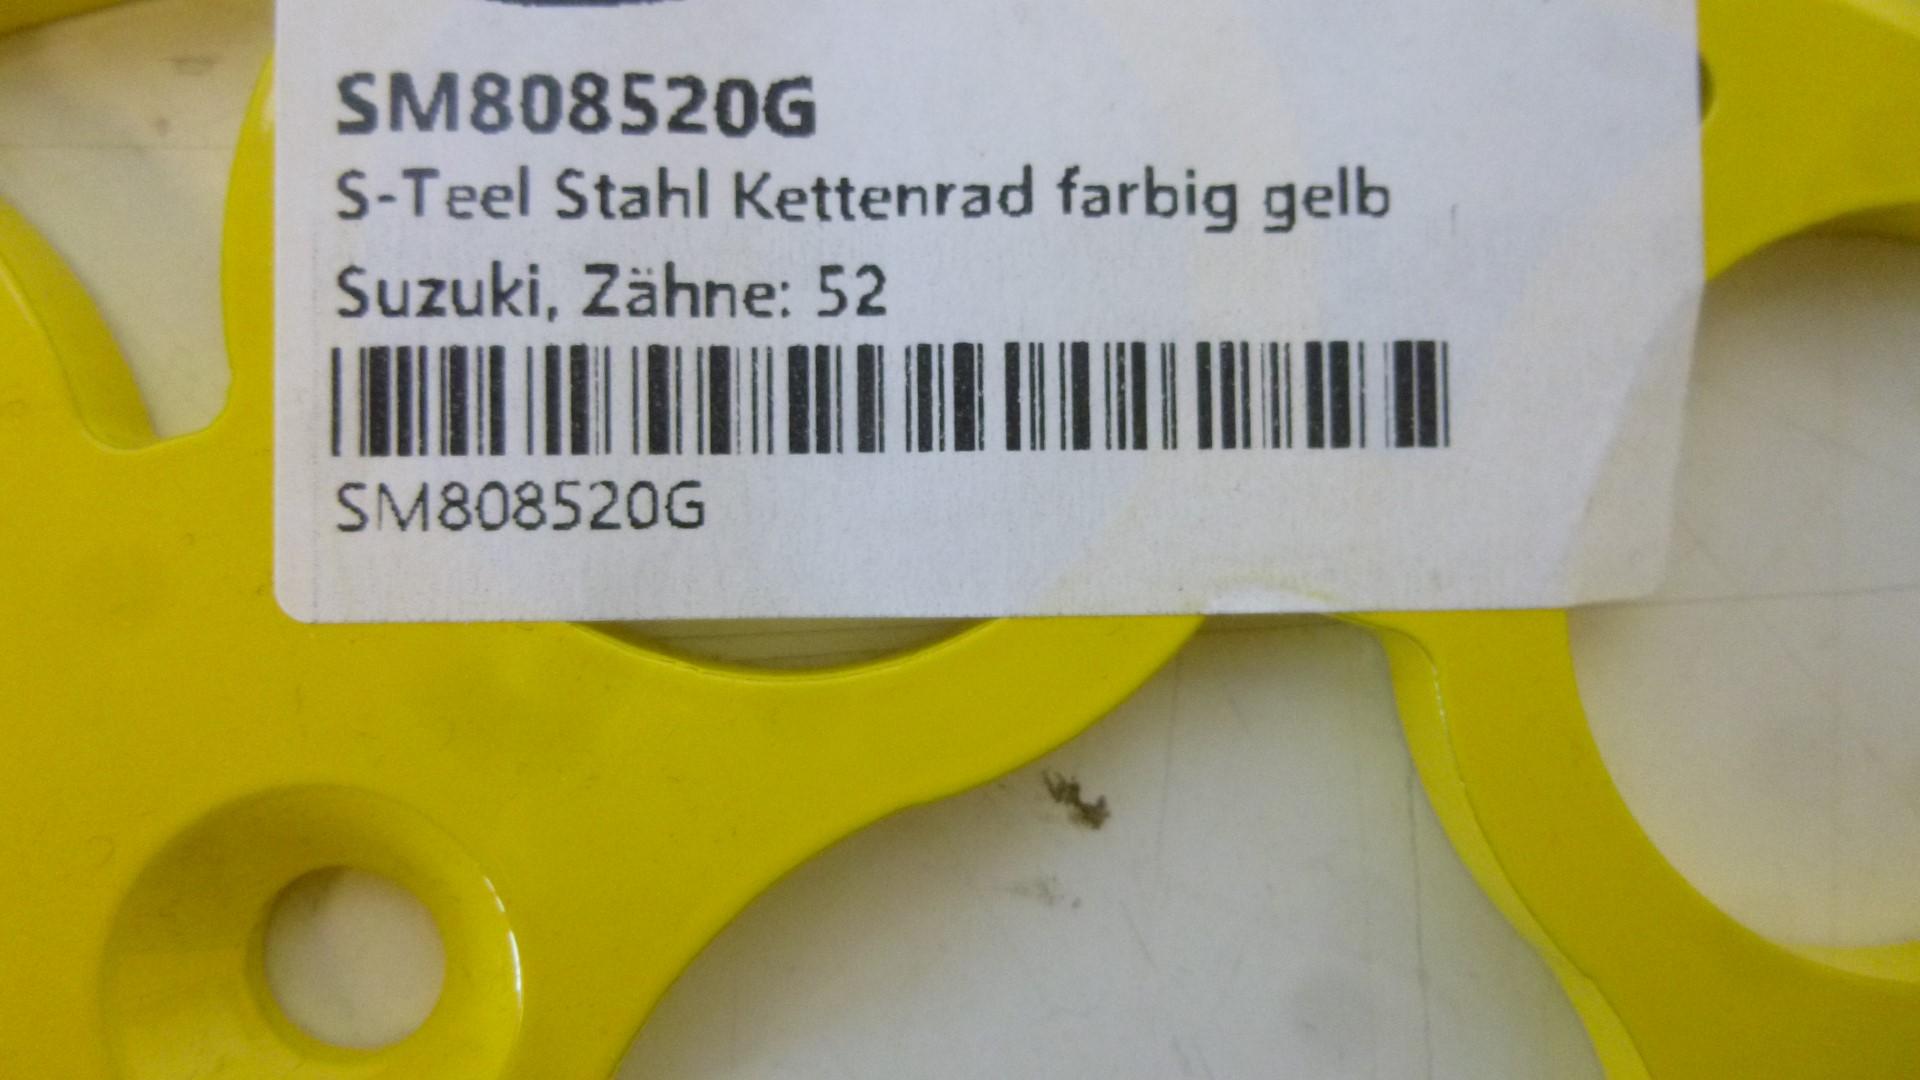 SM808520G
S-Teel Stahl Kettenrad farbig gelb
Suzuki, Zähne: 52
SM808520G